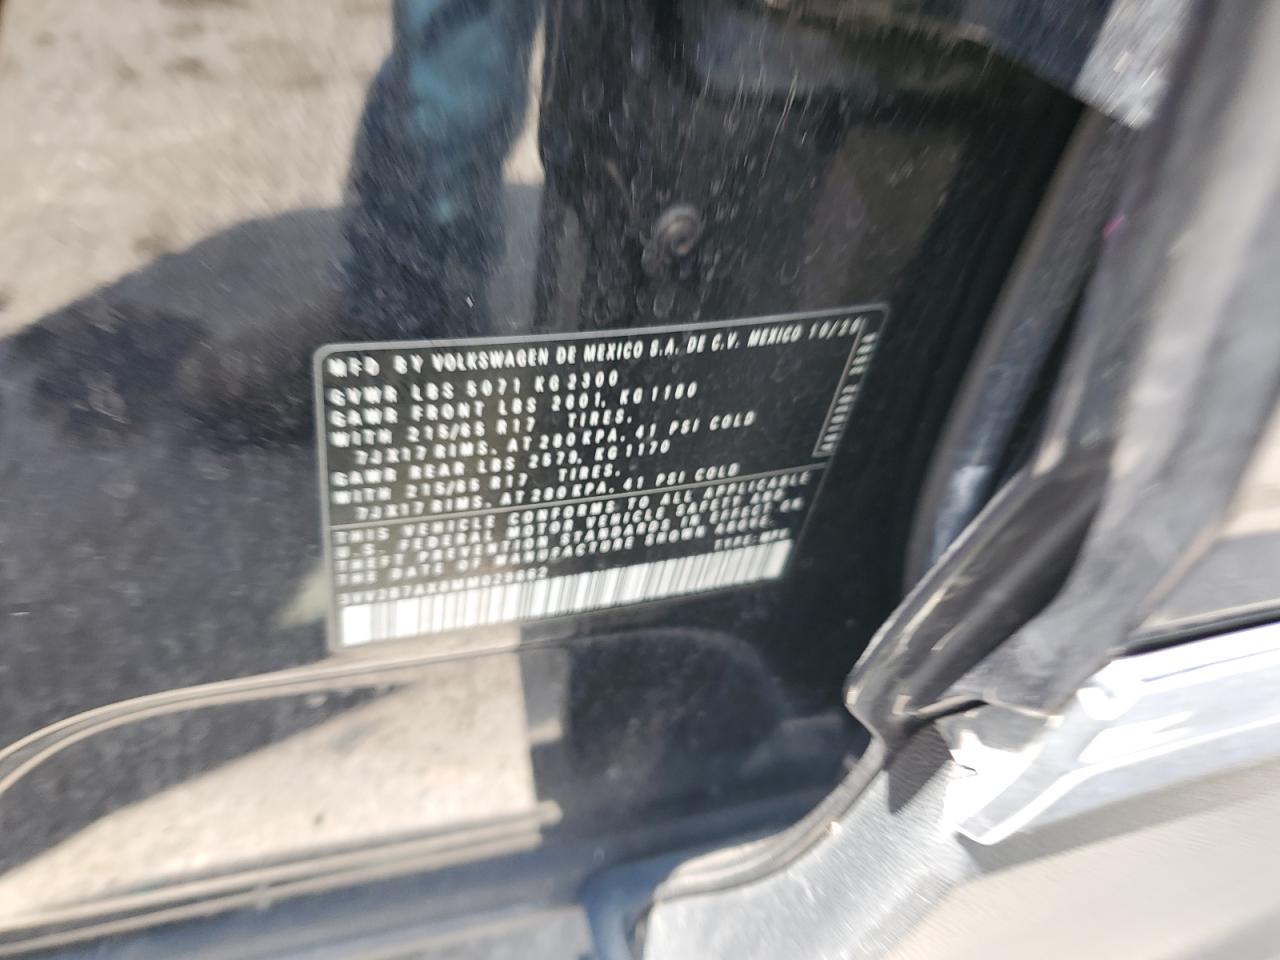 MFD BY VOLKSWAGEN DE MEXICO S.A. DE C.V. MEXICO 10/20
GVWR LBS 5071 KG 2300
GAWR FRONT LBS 2601, KG 1180
WITH 215/65 R17 TIRES,
7JX17 RIMS, AT 280 KPA, 41 PSI COLD
GAWR REAR LBS 2579, KG 1170
WITH 215/65 R17 TIRES,
7JX17 RIMS, AT 280 KPA, 41 PSI COLD
THIS VEHICLE CONFORMS TO ALL APPLICABLE
U.S. FEDERAL MOTOR VEHICLE SAFETY AND
THEFT PREVENTION STANDARDS IN EFFECT ON
THE DATE OF MANUFACTURE SHOWN ABOVE.
TYPE: MPV